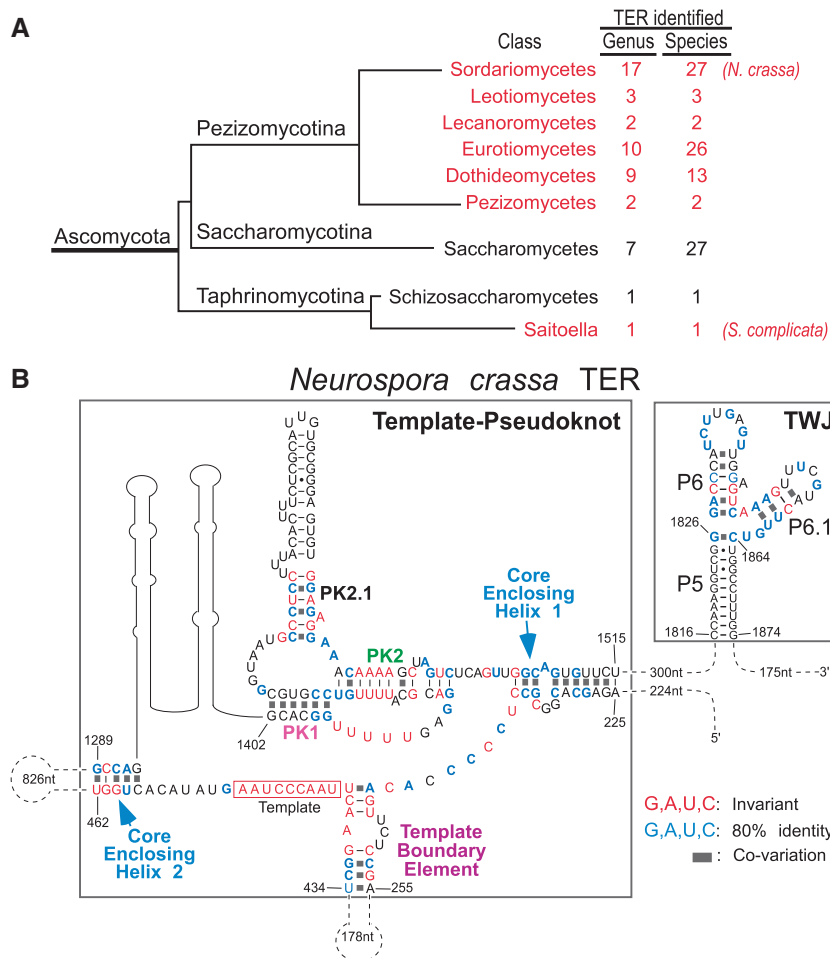 A
TER identified
Class Genus Species
Sordariomycetes 17 27 (N. crassa)
Leotiomycetes 3 3
Lecanoromycetes 2 2
Pezizomycotina
Eurotiomycetes 10 26
Dothideomycetes 9 13
Pezizomycetes 2 2
Ascomycota
Saccharomycotina
Saccharomycetes 7 27
Taphrinomycotina
Schizosaccharomycetes 1 1
Saitoella 1 1 (S. complicata)
B
Neurospora crassa TER
Template-Pseudoknot
TWJ
PK2.1
Core
Enclosing
Helix 1
PK2
PK1
1402
1515
225
300nt
224nt
5'
175nt
3'
P6
P6.1
P5
1826
1864
1816
1874
1289
826nt
462
UGGUCACAUAUG
AAUCCCAAU
Template
Core
Enclosing
Helix 2
Template
Boundary
Element
434
255
178nt
G,A,U,C: Invariant
G,A,U,C: 80% identity
: Co-variation